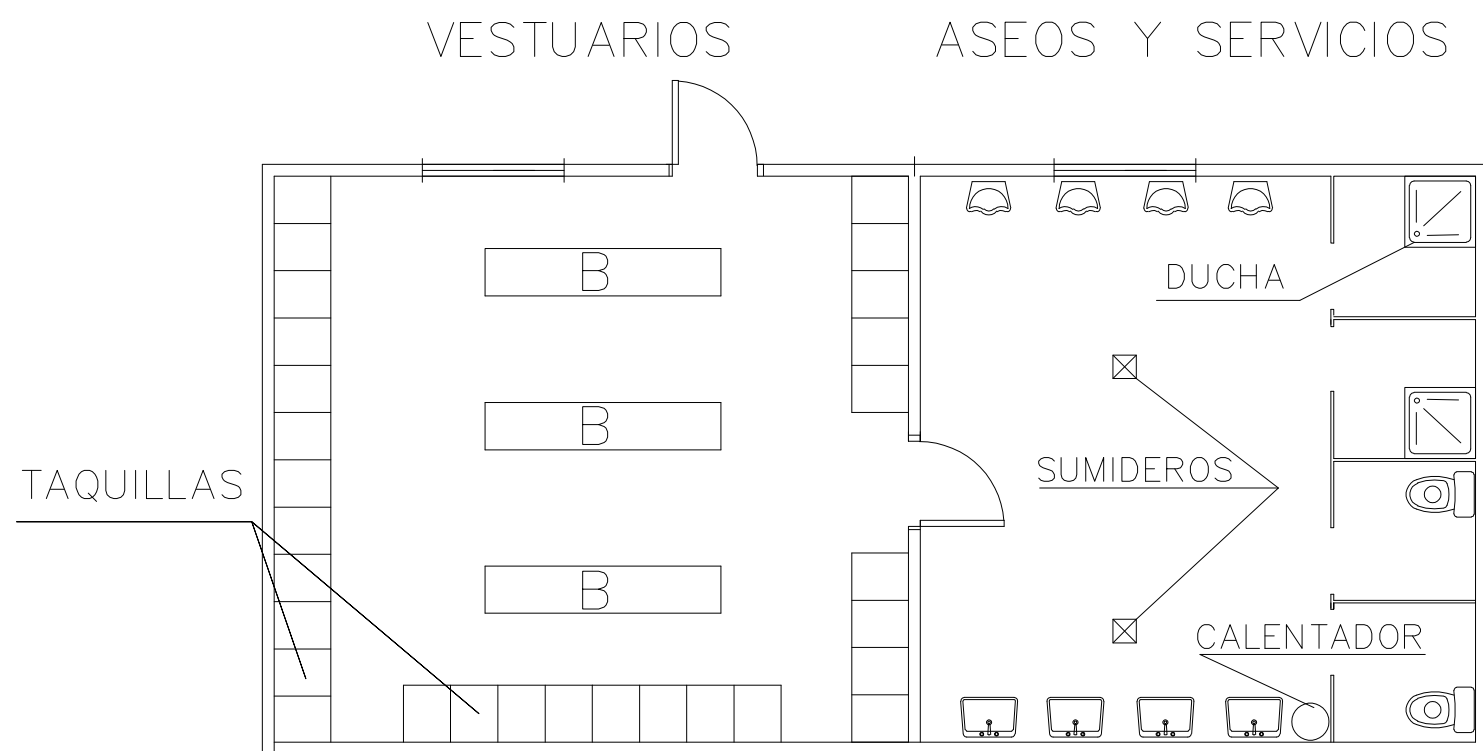 VESTUARIOS
ASEOS Y SERVICIOS
B
DUCHA
B
TAQUILLAS
SUMIDEROS
B
CALENTADOR